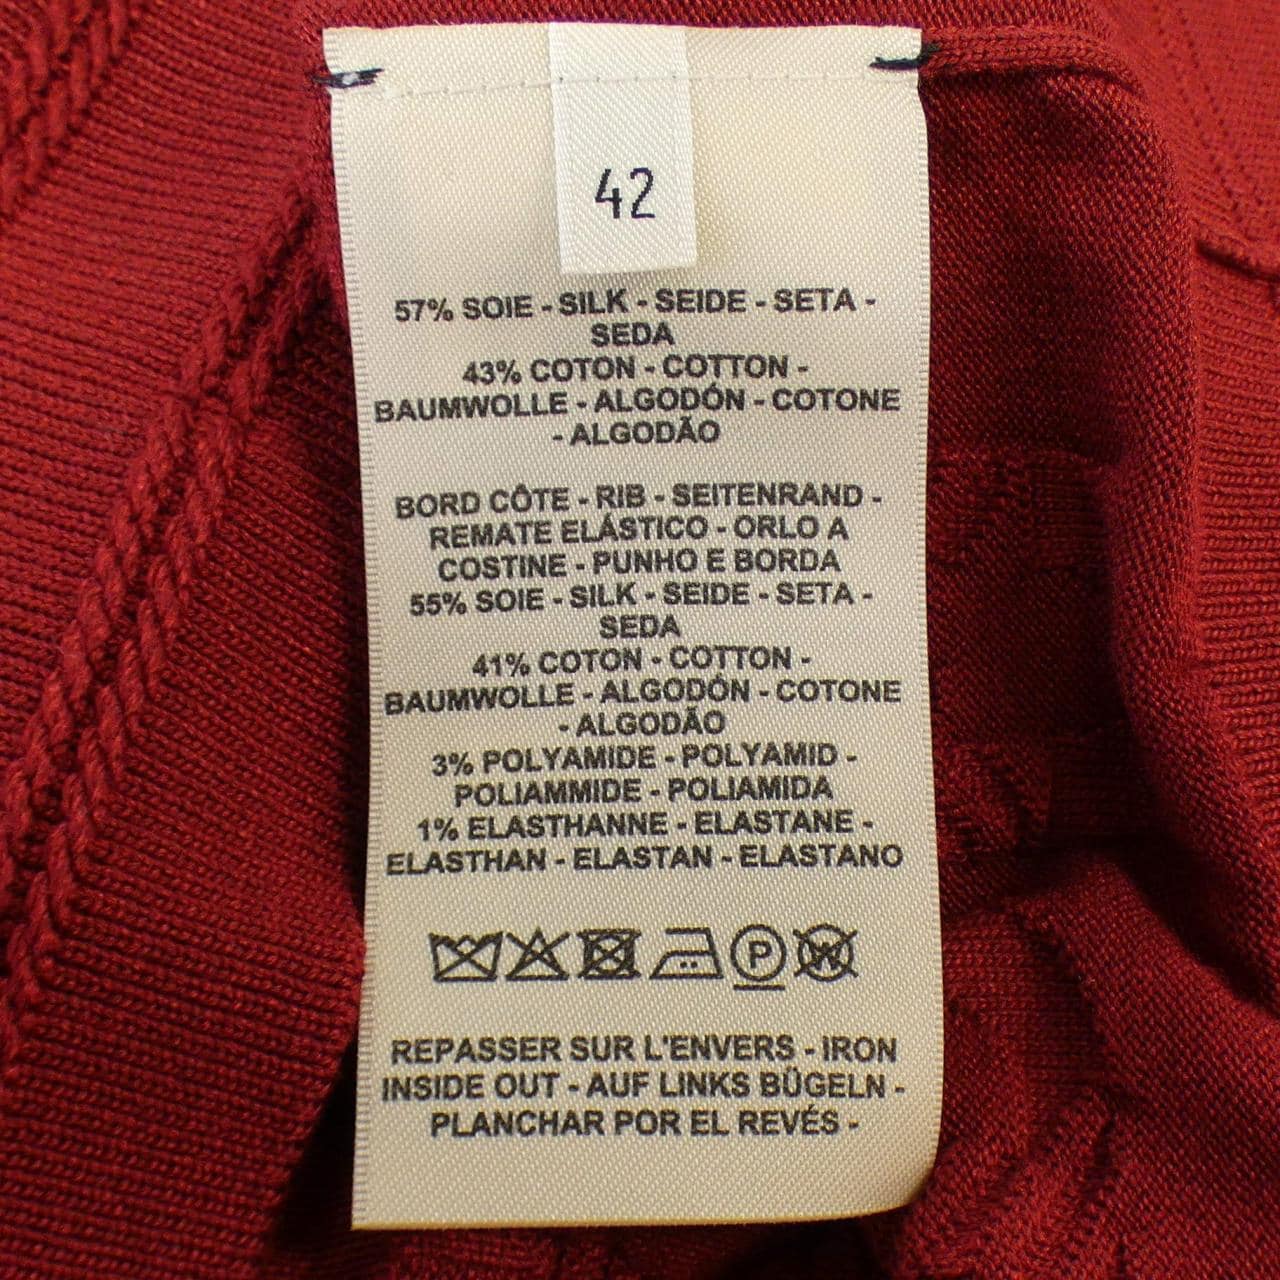 42
57% SOIE - SILK - SEIDE - SETA -
SEDA
43% COTON - COTTON -
BAUMWOLLE - ALGODÓN - COTONE
- ALGODÃO
BORD CÔTE - RIB - SEITENRAND -
REMATE ELÁSTICO - ORLO A
COSTINE - PUNHO E BORDA
55% SOIE - SILK - SEIDE - SETA -
SEDA
41% COTON - COTTON -
BAUMWOLLE - ALGODÓN - COTONE
- ALGODÃO
3% POLYAMIDE - POLYAMID -
POLIAMMIDE - POLIAMIDA
1% ELASTHANNE - ELASTANE -
ELASTHAN - ELASTAN - ELASTANO
P W
REPASSER SUR L'ENVERS - IRON
INSIDE OUT - AUF LINKS BÜGELN -
PLANCHAR POR EL REVÉS -